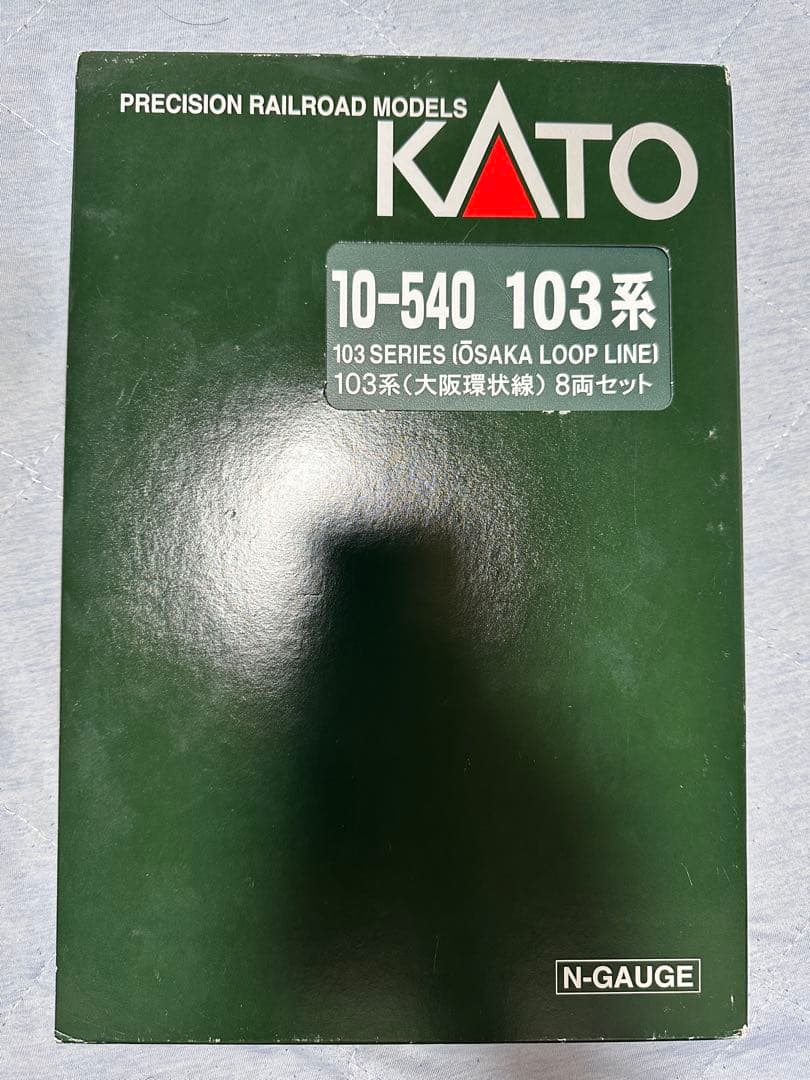 PRECISION RAILROAD MODELS
KATO
10-540 103系
103 SERIES (ŌSAKA LOOP LINE)
103系(大阪環状線) 8両セット
N-GAUGE